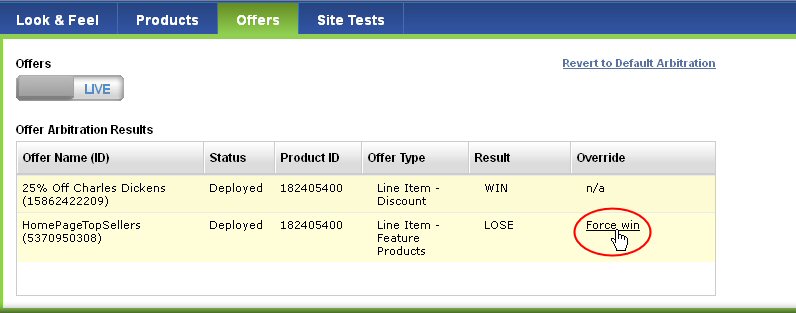 Look & Feel Products Offers Site Tests
Offers Revert to Default Arbitration
LIVE
Offer Arbitration Results
Offer Name (ID) Status Product ID Offer Type Result Override
25% Off Charles Dickens Deployed 182405400 Line Item - WIN n/a
(15862422209) Discount
HomePageTopSellers Deployed 182405400 Line Item - LOSE Force win
(5370950308) Feature
Products